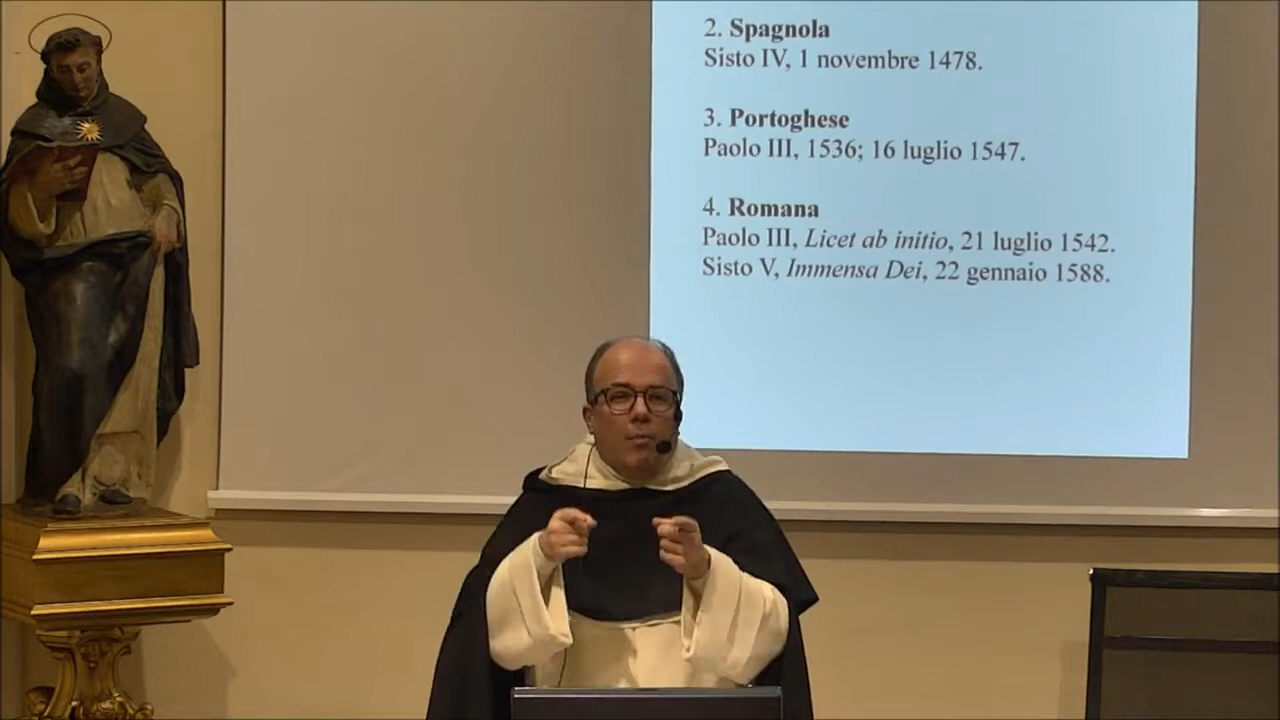 2. Spagnola
Sisto IV, 1 novembre 1478.
3. Portoghese
Paolo III, 1536; 16 luglio 1547.
4. Romana
Paolo III, Licet ab initio, 21 luglio 1542.
Sisto V, Immensa Dei, 22 gennaio 1588.